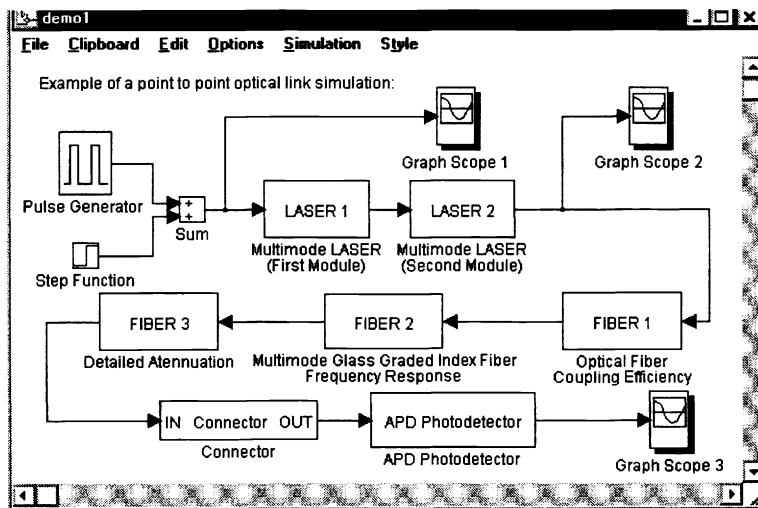 demo1
File Clipboard Edit Options Simulation Style
Example of a point to point optical link simulation:
Graph Scope 1
Graph Scope 2
Pulse Generator
+
+
Sum
LASER 1
LASER 2
Multimode LASER
(First Module)
Multimode LASER
(Second Module)
Step Function
FIBER 3
FIBER 2
FIBER 1
Detailed Atennuation
Multimode Glass Graded Index Fiber
Frequency Response
Optical Fiber
Coupling Efficiency
IN Connector OUT
Connector
APD Photodetector
APD Photodetector
Graph Scope 3